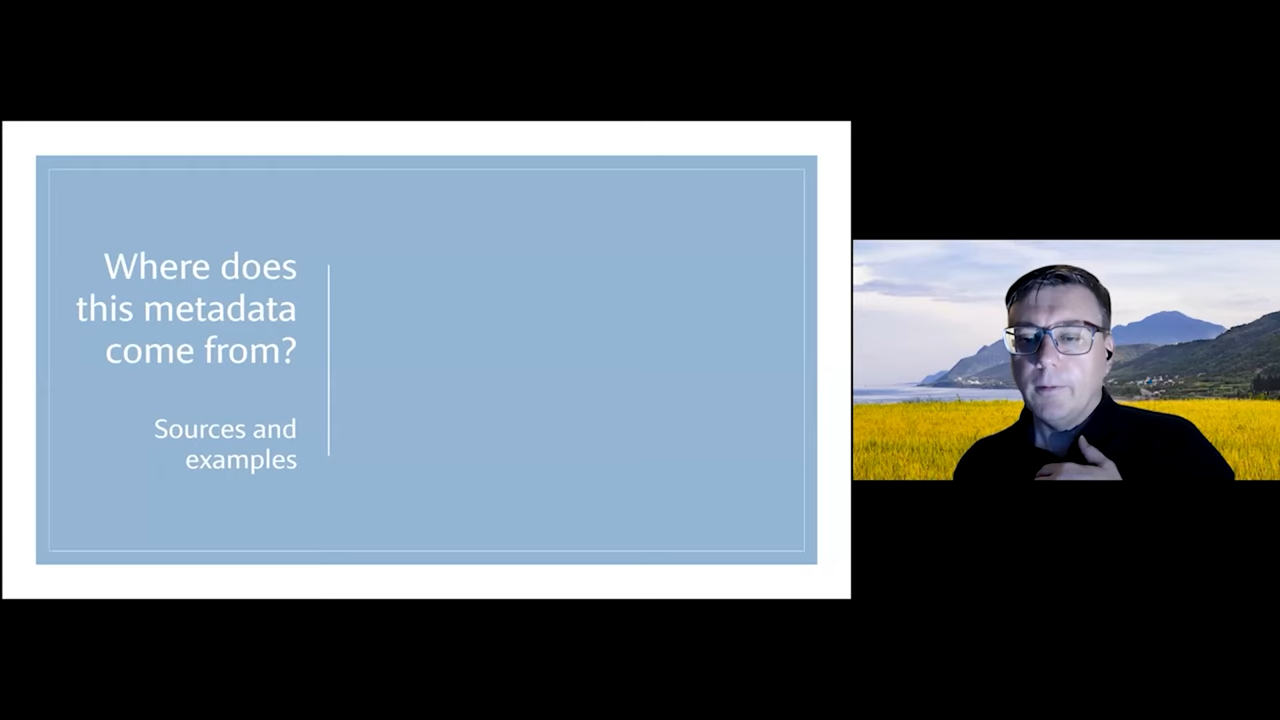 Where does
this metadata
come from?
Sources and
examples